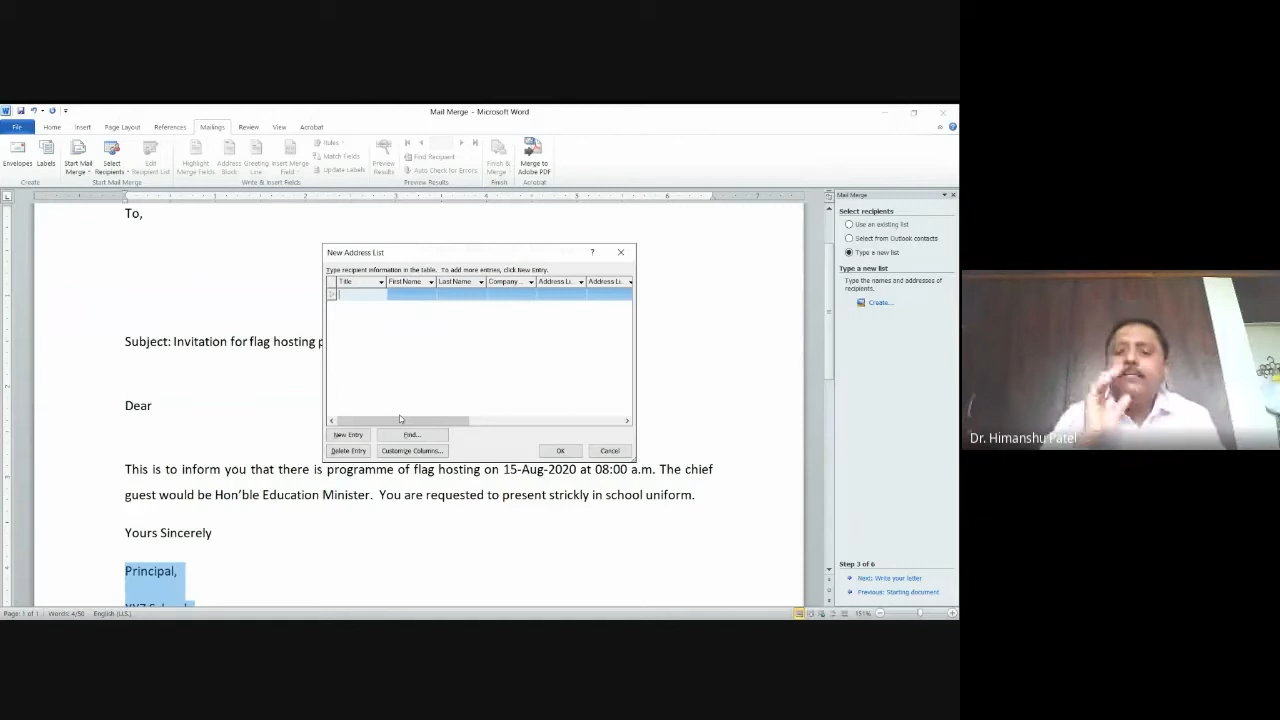 Mail Merge - Microsoft Word
File Home Insert Page Layout References Mailings Review View Acrobat
Envelopes Labels Start Mail Merge Select Recipients Edit Recipient List Highlight Merge Fields Address Block Greeting Line Insert Merge Field Rules Match Fields Update Labels Preview Results Find Recipient Auto Check for Errors Finish & Merge Merge to Adobe PDF
Create Start Mail Merge Write & Insert Fields Preview Results Finish Acrobat
To,
Subject: Invitation for flag hosting p
Dear
This is to inform you that there is programme of flag hosting on 15-Aug-2020 at 08:00 a.m. The chief
guest would be Hon'ble Education Minister. You are requested to present strickly in school uniform.
Yours Sincerely
Principal,
New Address List
Type recipient information in the table. To add more entries, click New Entry.
Title First Name Last Name Company... Address Li... Address Li...
New Entry Find...
Delete Entry Customize Columns... OK Cancel
Mail Merge
Select recipients
Use an existing list
Select from Outlook contacts
Type a new list
Type a new list
Type the names and addresses of
recipients.
Create...
Step 3 of 6
Next: Write your letter
Previous: Starting document
Page: 1 of 1 Words: 4/50 English (U.S.) 151%
Dr. Himanshu Patel